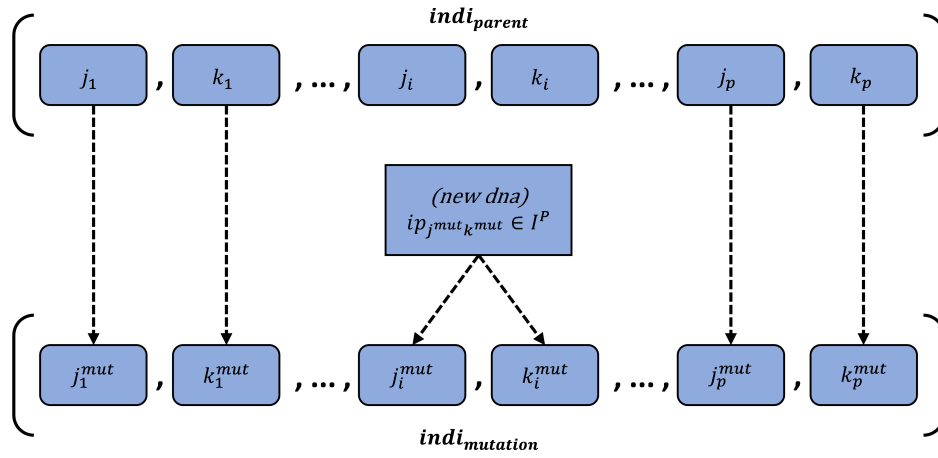 indi_parent
( j_1 , k_1 , ... , j_i , k_i , ... , j_p , k_p )
(new dna)
ip_{j^{mut}k^{mut}} ∈ I^P
( j_1^{mut} , k_1^{mut} , ... , j_i^{mut} , k_i^{mut} , ... , j_p^{mut} , k_p^{mut} )
indi_mutation